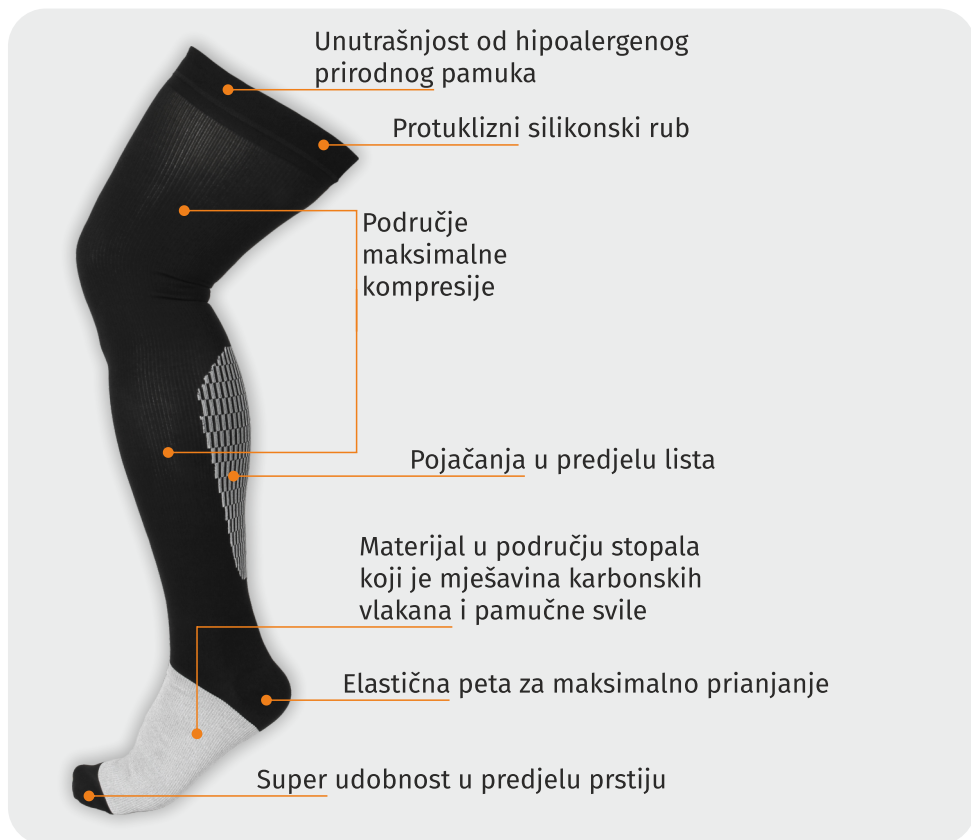 Unutrašnjost od hipoalergenog
prirodnog pamuka
Protuklizni silikonski rub
Područje
maksimalne
kompresije
Pojačanja u predjelu lista
Materijal u području stopala
koji je mješavina karbonskih
vlakana i pamučne svile
Elastična peta za maksimalno prianjanje
Super udobnost u predjelu prstiju